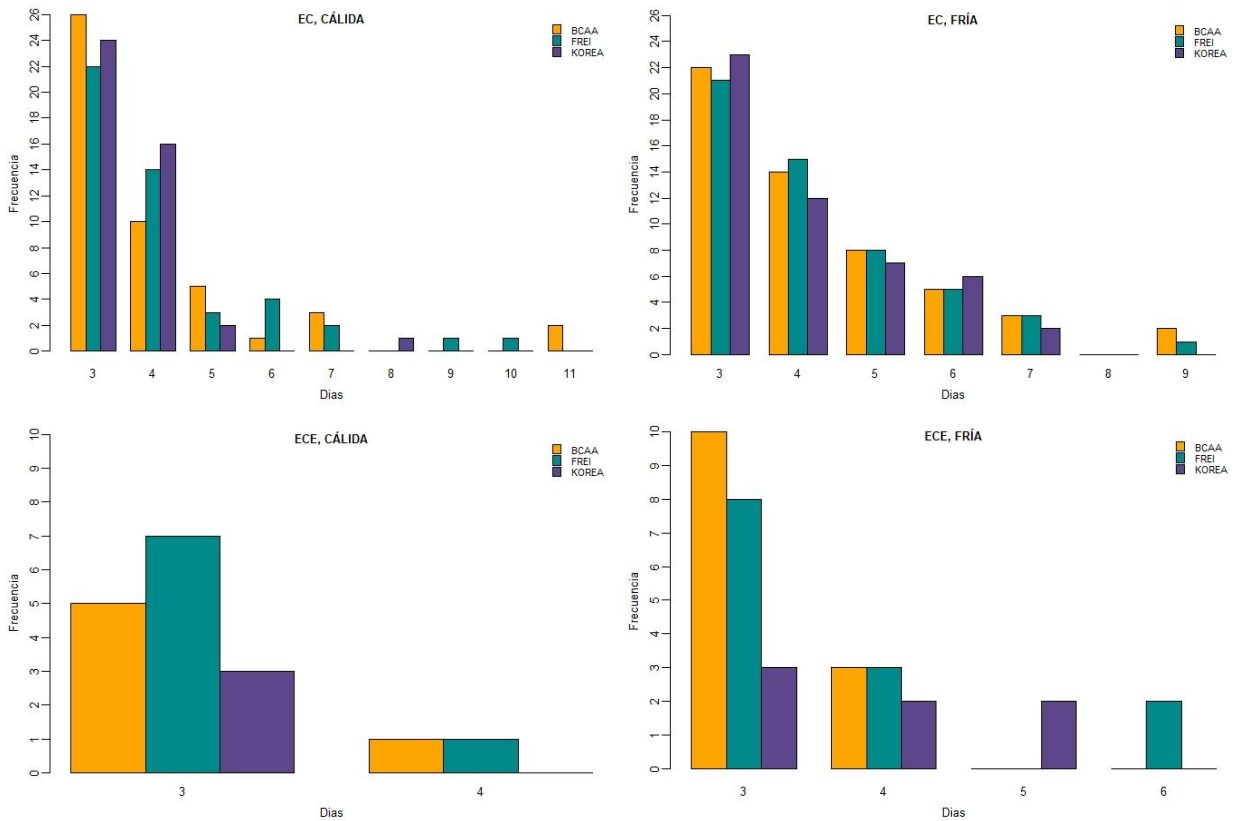 EC, CÁLIDA
BCAA
FREI
KOREA
Frecuencia
0 2 4 6 8 10 12 14 16 18 20 22 24 26
3 4 5 6 7 8 9 10 11
Dias
EC, FRÍA
BCAA
FREI
KOREA
Frecuencia
0 2 4 6 8 10 12 14 16 18 20 22 24 26
3 4 5 6 7 8 9
Dias
ECE, CÁLIDA
BCAA
FREI
KOREA
Frecuencia
0 1 2 3 4 5 6 7 8 9 10
3 4
Dias
ECE, FRÍA
BCAA
FREI
KOREA
Frecuencia
0 1 2 3 4 5 6 7 8 9 10
3 4 5 6
Dias